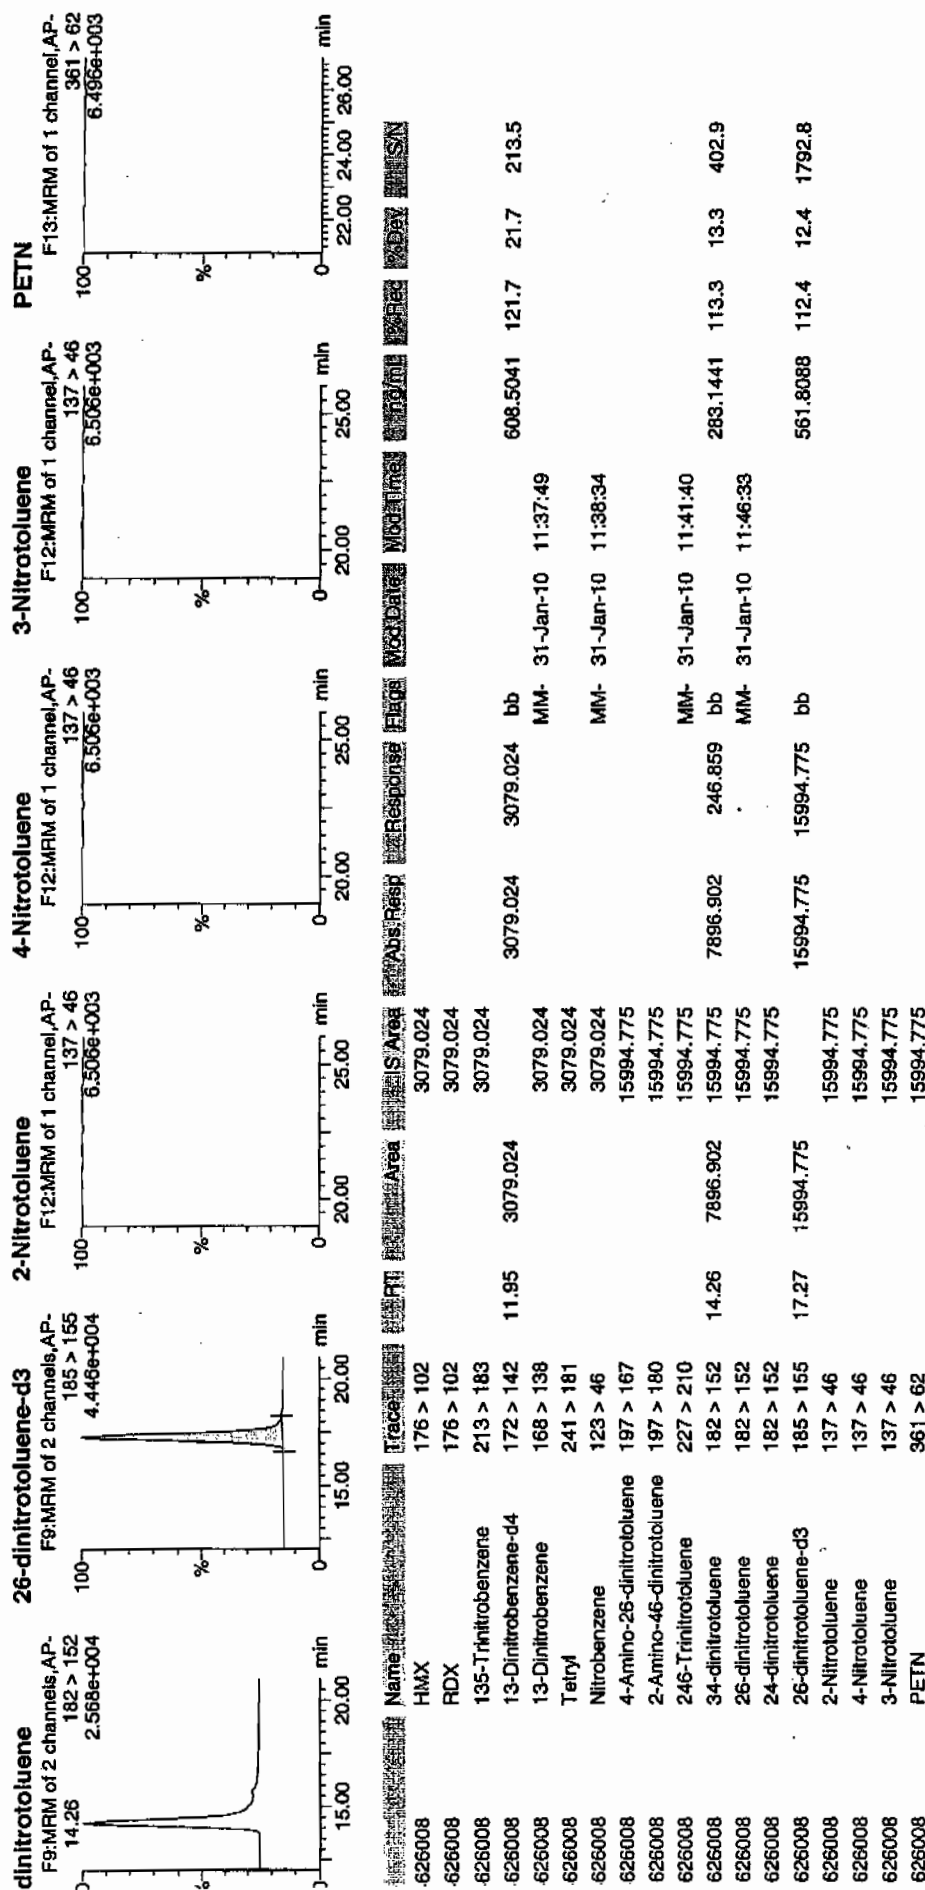 dinitrotoluene
F9:MRM of 2 channels,AP-
14.26
182 > 152
2.568e+004
15.00 20.00 min
26-dinitrotoluene-d3
F9:MRM of 2 channels,AP-
185 > 155
4.446e+004
100
%
0
15.00 20.00 min
2-Nitrotoluene
F12:MRM of 1 channel,AP-
137 > 46
6.506e+003
100
%
0
20.00 25.00 min
4-Nitrotoluene
F12:MRM of 1 channel,AP-
137 > 46
6.506e+003
100
%
0
20.00 25.00 min
3-Nitrotoluene
F12:MRM of 1 channel,AP-
137 > 46
6.506e+003
100
%
0
20.00 25.00 min
PETN
F13:MRM of 1 channel,AP-
361 > 62
6.496e+003
100
%
0
22.00 24.00 26.00 min
Name Trace RT Area IS Area Abs.Resp Response Flags Mod.Date Mod.Time ng/mL %Rec %Dev S/N
626008 HMX 176 > 102 3079.024
626008 RDX 176 > 102 3079.024
626008 135-Trinitrobenzene 213 > 183 3079.024
626008 13-Dinitrobenzene-d4 172 > 142 11.95 3079.024 3079.024 3079.024 bb 608.5041 121.7 21.7 213.5
626008 13-Dinitrobenzene 168 > 138 3079.024 MM- 31-Jan-10 11:37:49
626008 Tetryl 241 > 181 3079.024
626008 Nitrobenzene 123 > 46 3079.024 MM- 31-Jan-10 11:38:34
626008 4-Amino-26-dinitrotoluene 197 > 167 15994.775
626008 2-Amino-46-dinitrotoluene 197 > 180 15994.775
626008 246-Trinitrotoluene 227 > 210 15994.775 MM- 31-Jan-10 11:41:40
626008 34-dinitrotoluene 182 > 152 14.26 7896.902 15994.775 7896.902 246.859 bb 283.1441 113.3 13.3 402.9
626008 26-dinitrotoluene 182 > 152 15994.775 MM- 31-Jan-10 11:46:33
626008 24-dinitrotoluene 182 > 152 15994.775
626008 26-dinitrotoluene-d3 185 > 155 17.27 15994.775 15994.775 15994.775 bb 561.8088 112.4 12.4 1792.8
626008 2-Nitrotoluene 137 > 46 15994.775
626008 4-Nitrotoluene 137 > 46 15994.775
626008 3-Nitrotoluene 137 > 46 15994.775
626008 PETN 361 > 62 15994.775